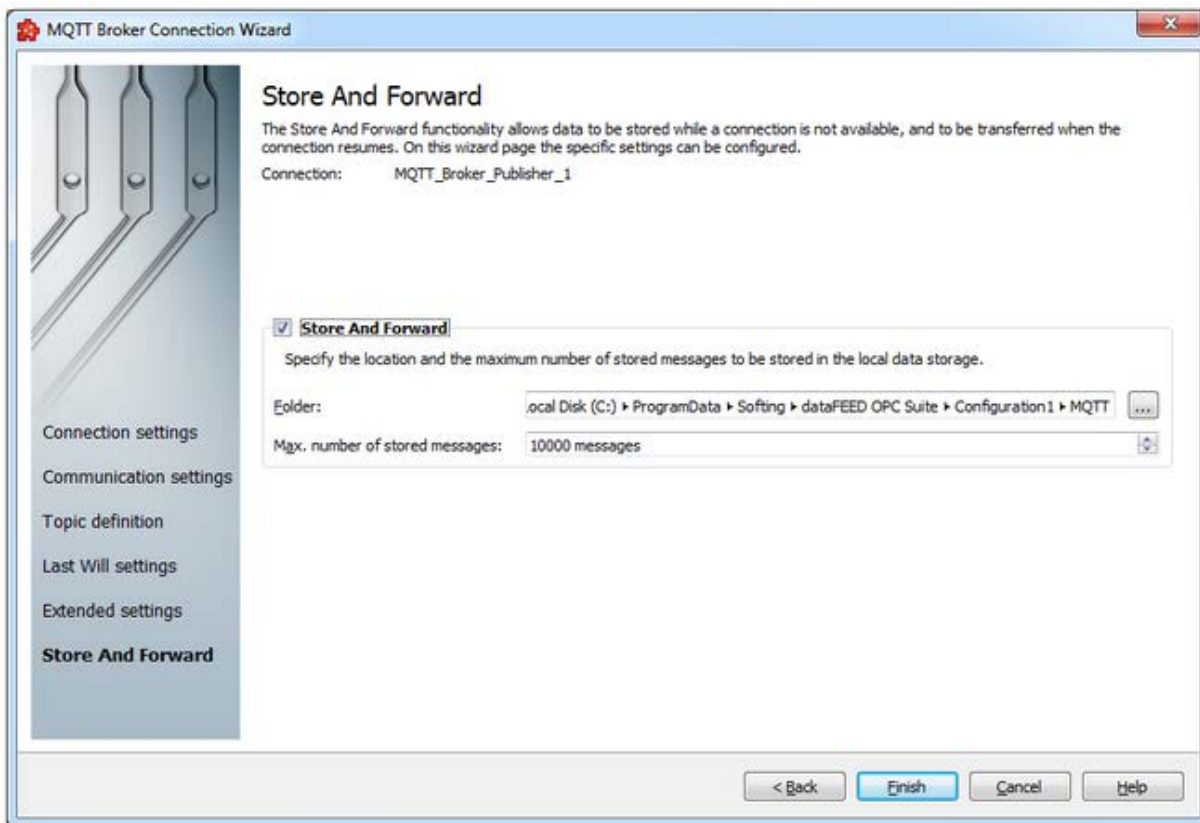 MQTT Broker Connection Wizard
Store And Forward
The Store And Forward functionality allows data to be stored while a connection is not available, and to be transferred when the
connection resumes. On this wizard page the specific settings can be configured.
Connection: MQTT_Broker_Publisher_1
Store And Forward
Specify the location and the maximum number of stored messages to be stored in the local data storage.
Folder: .ocal Disk (C:) ▸ ProgramData ▸ Softing ▸ dataFEED OPC Suite ▸ Configuration1 ▸ MQTT ...
Max. number of stored messages: 10000 messages
Connection settings
Communication settings
Topic definition
Last Will settings
Extended settings
Store And Forward
< Back Finish Cancel Help